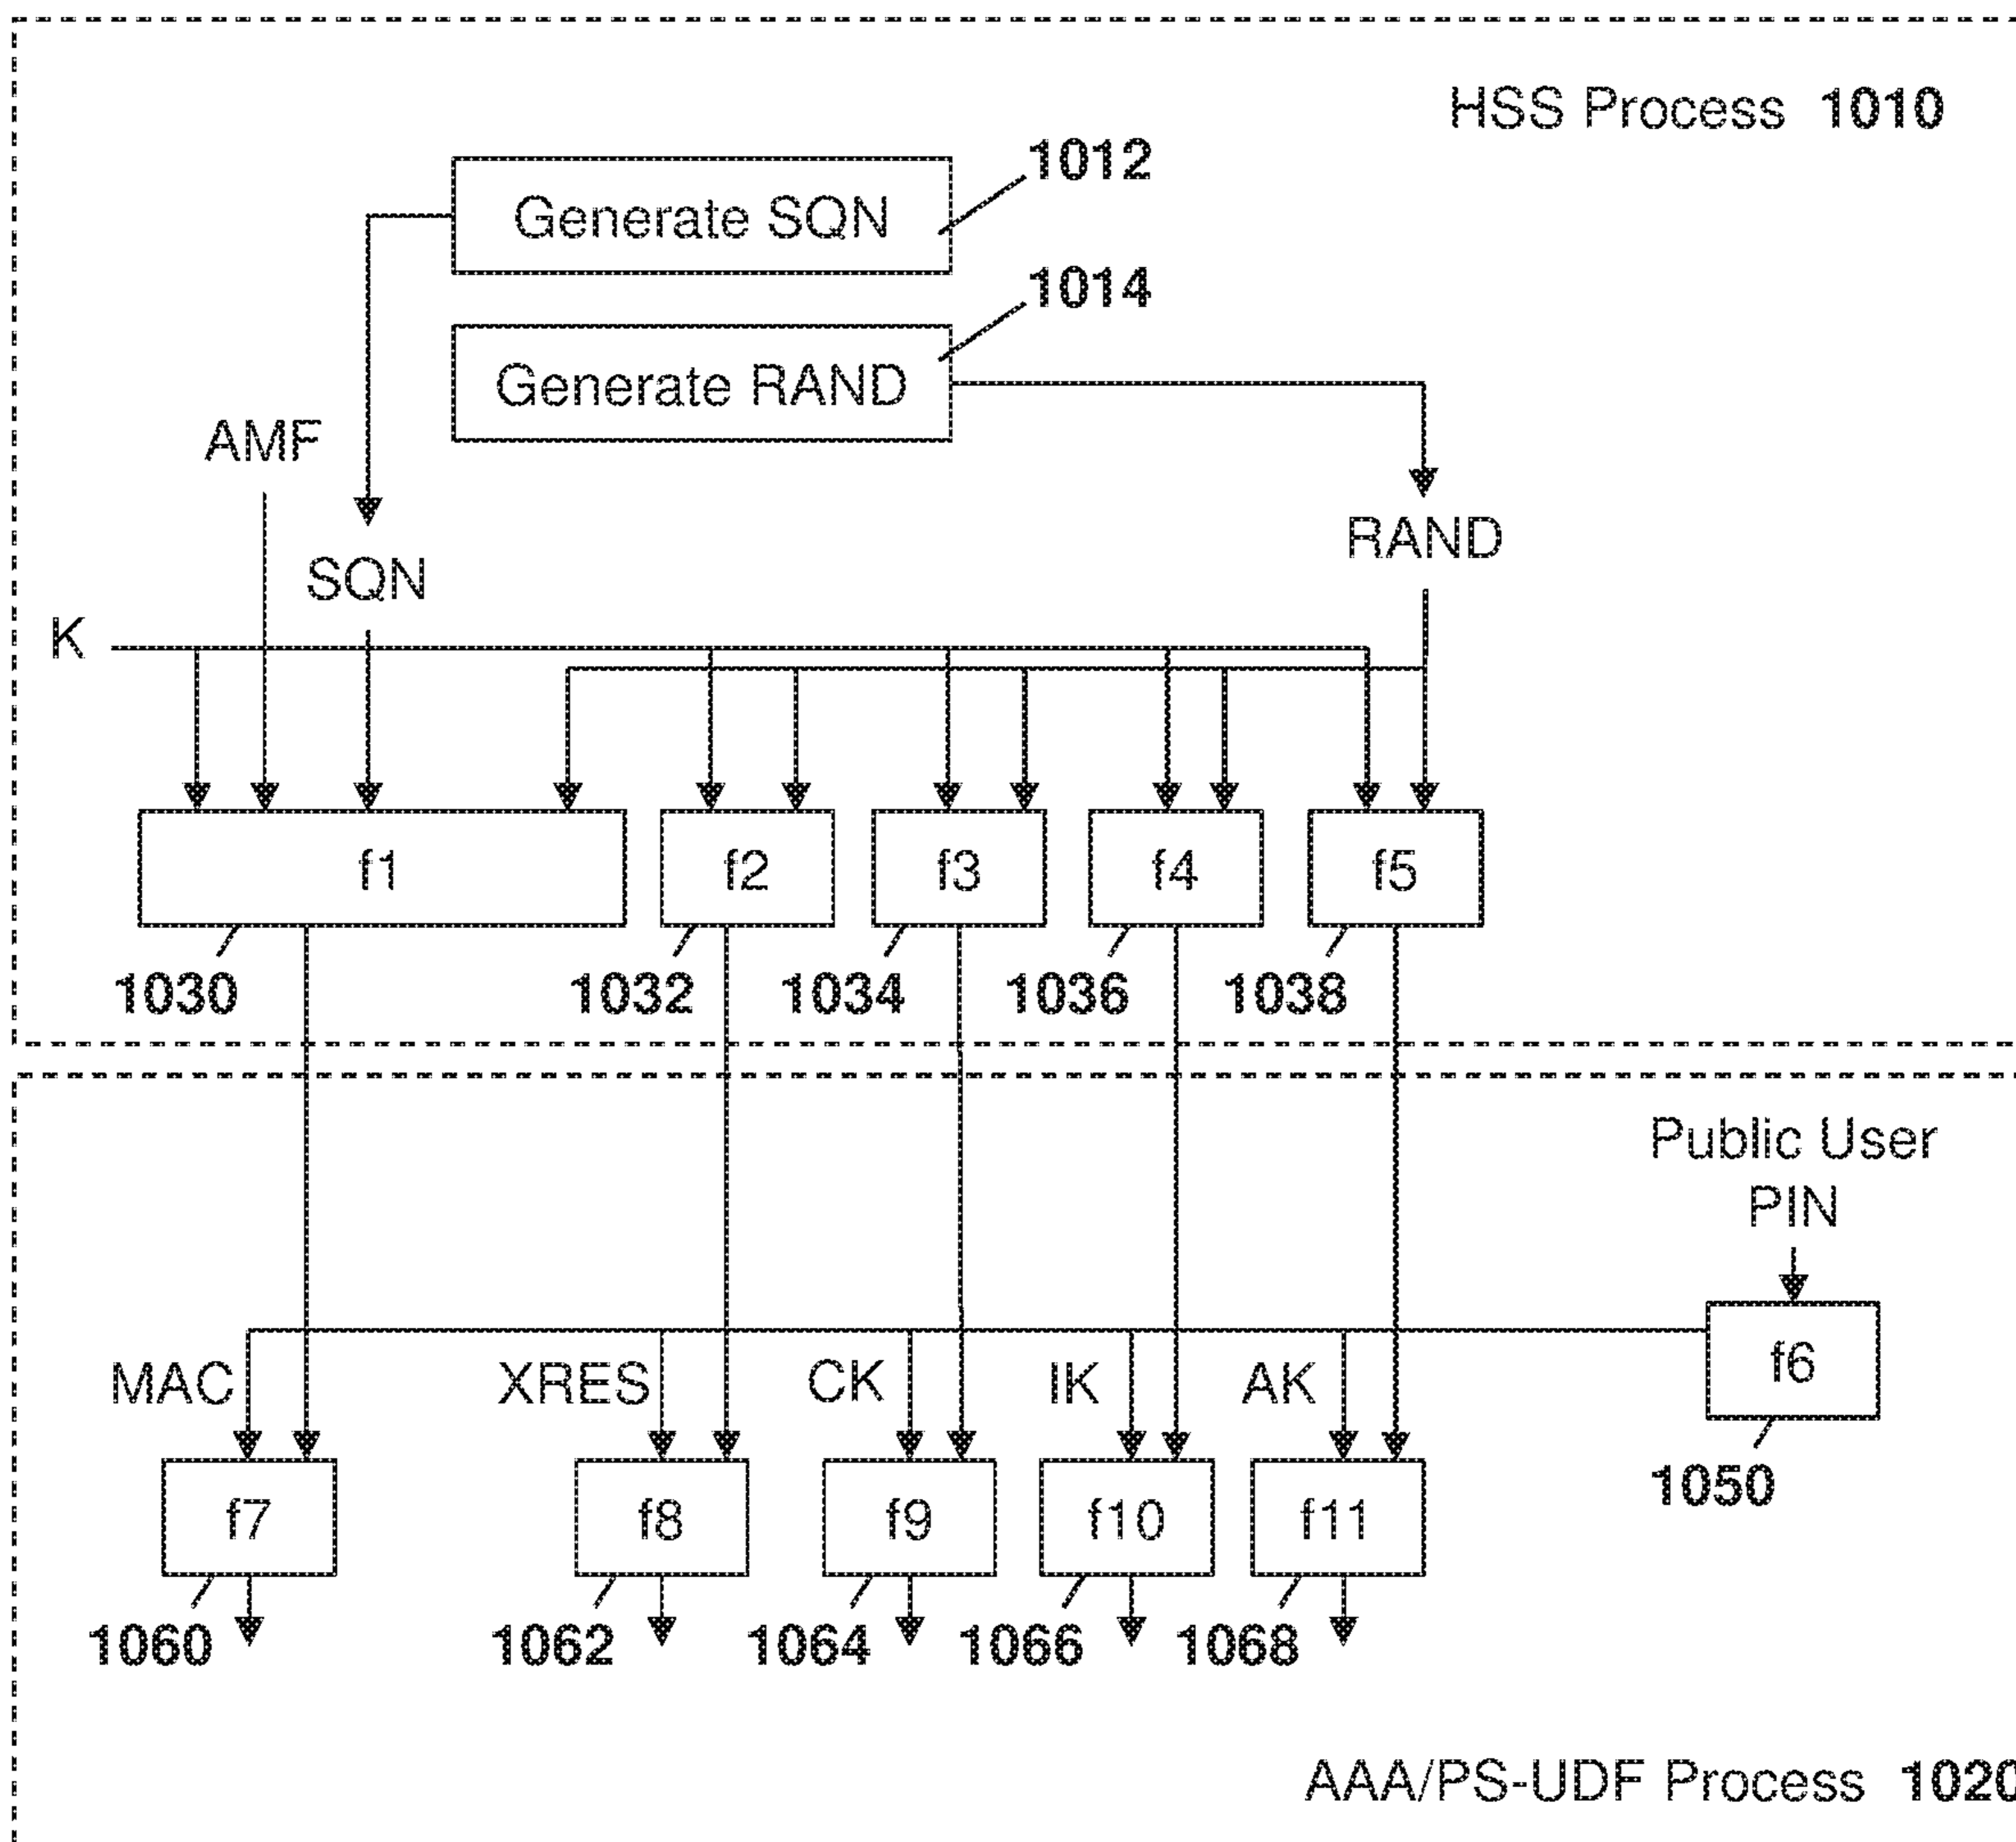 HSS Process 1010
1012
Generate SQN
1014
Generate RAND
AMF
RAND
SQN
K
f1
f2
f3
f4
f5
1030
1032
1034
1036
1038
Public User
PIN
f6
MAC
XRES
CK
IK
AK
1050
f7
f8
f9
f10
f11
1060
1062
1064
1066
1068
AAA/PS-UDF Process 1020